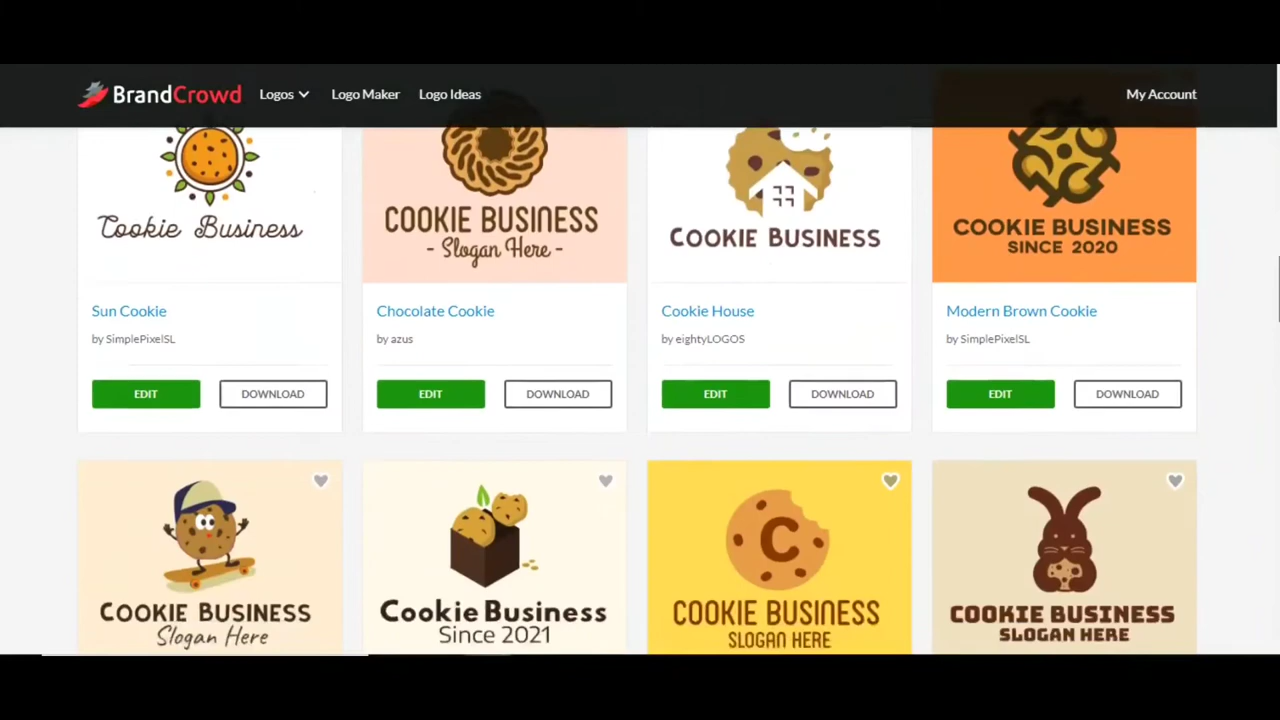 BrandCrowd Logos Logo Maker Logo Ideas My Account
Cookie Business
COOKIE BUSINESS
- Slogan Here -
COOKIE BUSINESS
COOKIE BUSINESS
SINCE 2020
Sun Cookie
by SimplePixelSL
EDIT DOWNLOAD
Chocolate Cookie
by azus
EDIT DOWNLOAD
Cookie House
by eightyLOGOS
EDIT DOWNLOAD
Modern Brown Cookie
by SimplePixelSL
EDIT DOWNLOAD
COOKIE BUSINESS
Slogan Here
Cookie Business
Since 2021
C
COOKIE BUSINESS
SLOGAN HERE
COOKIE BUSINESS
SLOGAN HERE